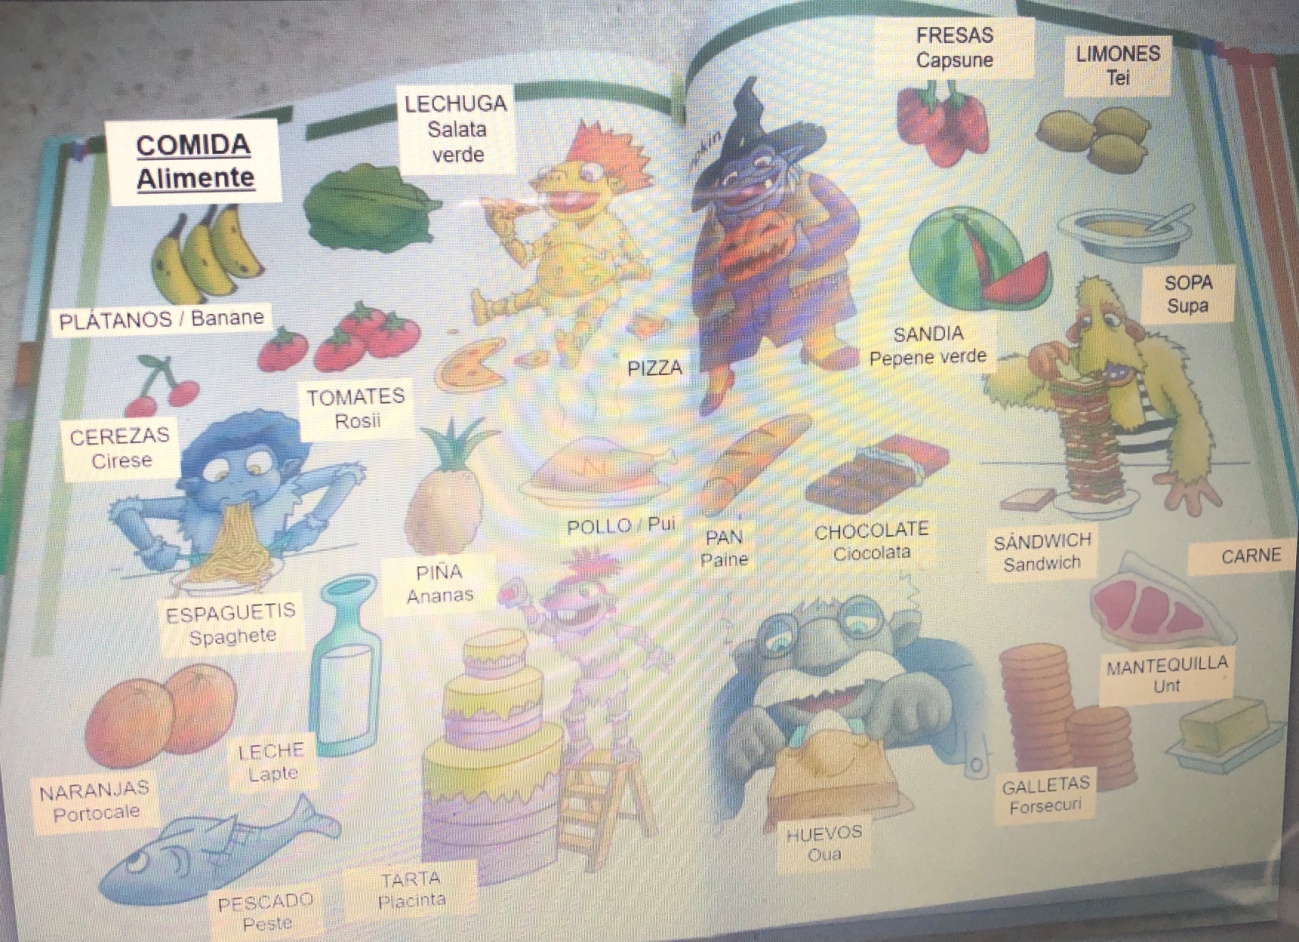 COMIDA
Alimente
LECHUGA
Salata
verde
PLÁTANOS / Banane
TOMATES
Rosii
PIZZA
CEREZAS
Cirese
POLLO / Pui
PIÑA
Ananas
ESPAGUETIS
Spaghete
LECHE
Lapte
NARANJAS
Portocale
TARTA
Placinta
PESCADO
Peste
FRESAS
Capsune
LIMONES
Tei
SOPA
Supa
SANDIA
Pepene verde
PAN
Paine
CHOCOLATE
Ciocolata
SÁNDWICH
Sandwich
CARNE
MANTEQUILLA
Unt
GALLETAS
Forsecuri
HUEVOS
Oua